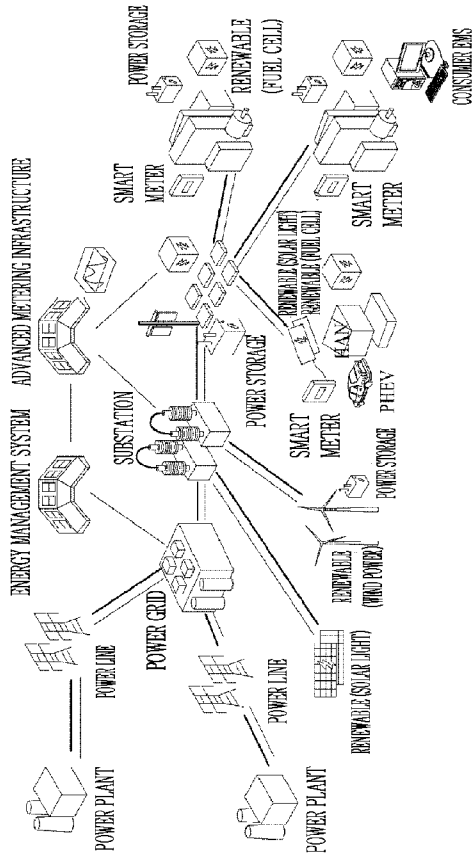 ENERGY MANAGEMENT SYSTEM
ADVANCED METERING INFRASTRUCTURE
POWER PLANT
POWER LINE
POWER GRID
SUBSTATION
POWER STORAGE
SMART
METER
POWER STORAGE
RENEWABLE
(FUEL CELL)
POWER PLANT
POWER LINE
RENEWABLE (SOLAR LIGHT)
RENEWABLE
(WIND POWER)
POWER STORAGE
SMART
METER
RENEWABLE (SOLAR LIGHT)
RENEWABLE (FUEL CELL)
HAN
PHEV
SMART
METER
CONSUMER EMS